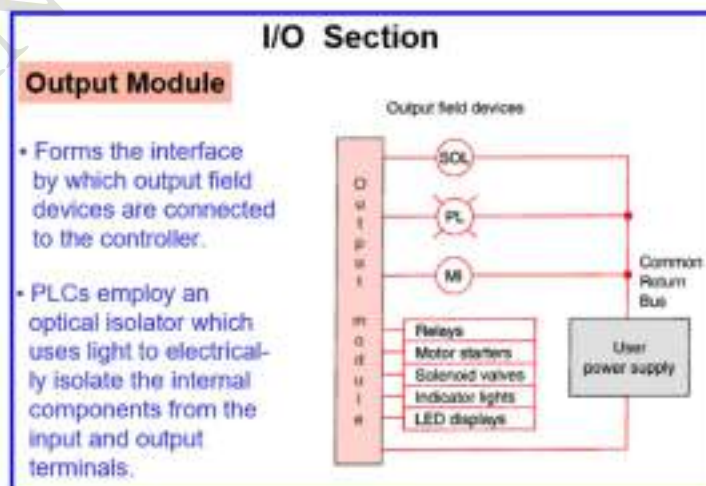 I/O Section
Output Module
• Forms the interface
by which output field
devices are connected
to the controller.
• PLCs employ an
optical isolator which
uses light to electrical-
ly isolate the internal
components from the
input and output
terminals.
Output field devices
Output module
SOL
PL
Ml
Relays
Motor starters
Solenoid valves
Indicator lights
LED displays
Common
Return
Bus
User
power supply